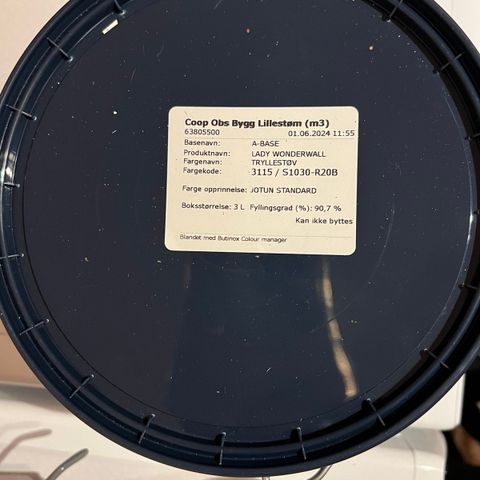 Coop Obs Bygg Lillestøm (m3)
63805500 01.06.2024 11:55
Basenavn: A-BASE
Produktnavn: LADY WONDERWALL
Fargenavn: TRYLLESTØV
Fargekode: 3115 / S1030-R20B
Farge opprinnelse: JOTUN STANDARD
Boksstørrelse: 3 L Fyllingsgrad (%): 90,7 %
Kan ikke byttes
Blandet med Butinox Colour manager